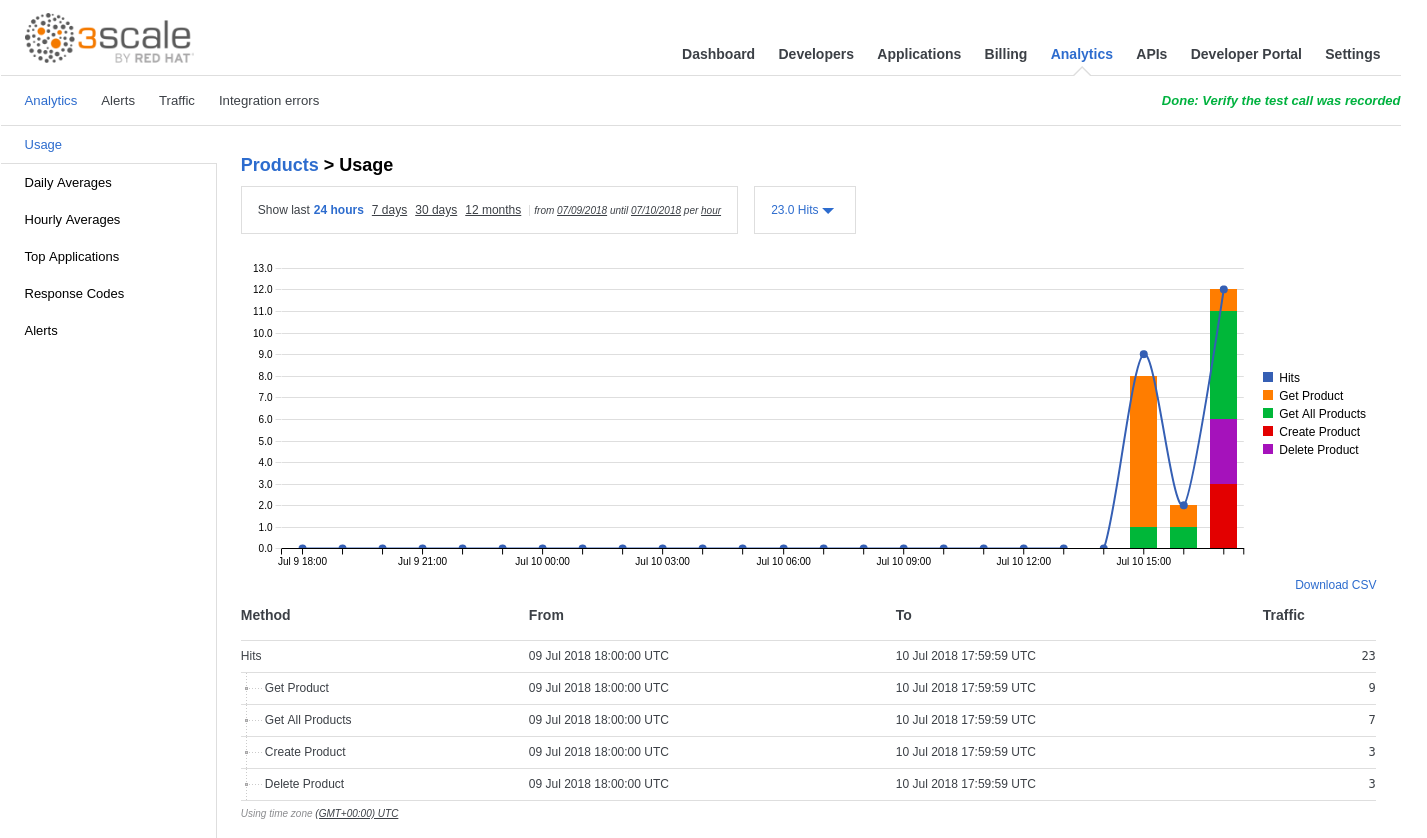 3scale
BY RED HAT
Dashboard Developers Applications Billing Analytics APIs Developer Portal Settings
Analytics Alerts Traffic Integration errors Done: Verify the test call was recorded
Usage
Daily Averages
Hourly Averages
Top Applications
Response Codes
Alerts
Products > Usage
Show last 24 hours 7 days 30 days 12 months | from 07/09/2018 until 07/10/2018 per hour
23.0 Hits
13.0
12.0
11.0
10.0
9.0
8.0
7.0
6.0
5.0
4.0
3.0
2.0
1.0
0.0
Jul 9 18:00 Jul 9 21:00 Jul 10 00:00 Jul 10 03:00 Jul 10 06:00 Jul 10 09:00 Jul 10 12:00 Jul 10 15:00
Hits
Get Product
Get All Products
Create Product
Delete Product
Download CSV
Method From To Traffic
Hits 09 Jul 2018 18:00:00 UTC 10 Jul 2018 17:59:59 UTC 23
Get Product 09 Jul 2018 18:00:00 UTC 10 Jul 2018 17:59:59 UTC 9
Get All Products 09 Jul 2018 18:00:00 UTC 10 Jul 2018 17:59:59 UTC 7
Create Product 09 Jul 2018 18:00:00 UTC 10 Jul 2018 17:59:59 UTC 3
Delete Product 09 Jul 2018 18:00:00 UTC 10 Jul 2018 17:59:59 UTC 3
Using time zone (GMT+00:00) UTC